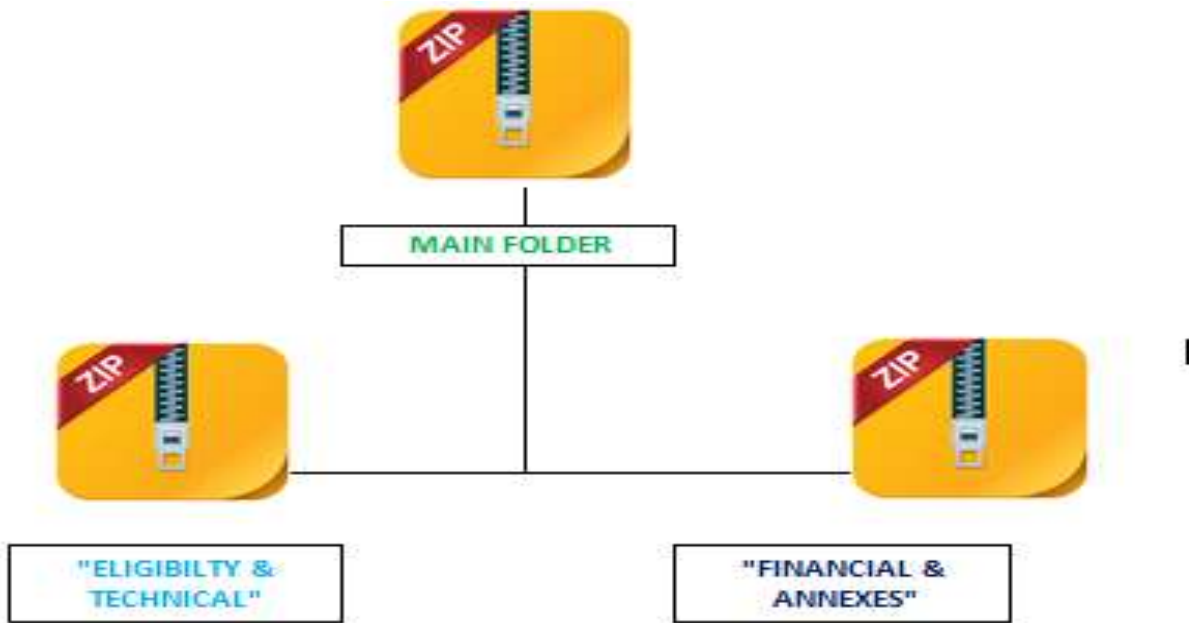 ZIP
MAIN FOLDER
ZIP
ZIP
"ELIGIBILTY &
TECHNICAL"
"FINANCIAL &
ANNEXES"